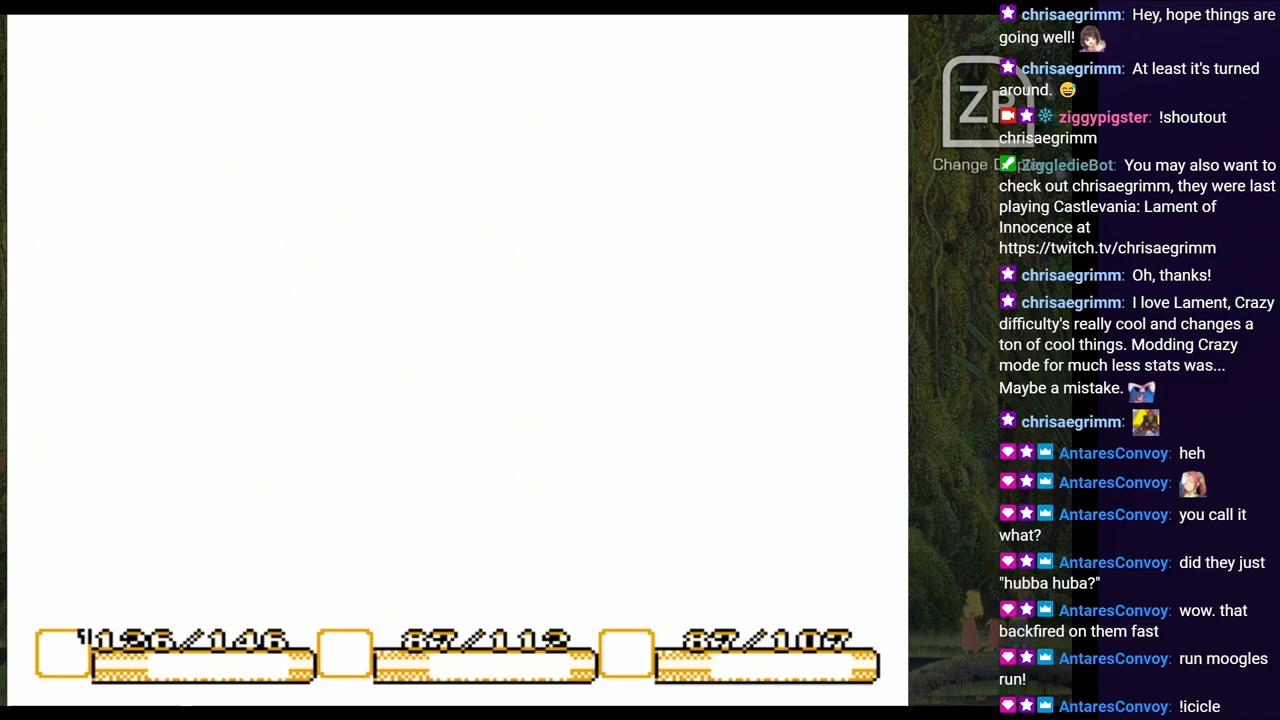 chrisaegrimm: Hey, hope things are
going well!
chrisaegrimm: At least it's turned
around.
ziggypigster: !shoutout
chrisaegrimm
ZiggledieBot: You may also want to
check out chrisaegrimm, they were last
playing Castlevania: Lament of
Innocence at
https://twitch.tv/chrisaegrimm
chrisaegrimm: Oh, thanks!
chrisaegrimm: I love Lament, Crazy
difficulty's really cool and changes a
ton of cool things. Modding Crazy
mode for much less stats was...
Maybe a mistake.
chrisaegrimm:
AntaresConvoy: heh
AntaresConvoy:
AntaresConvoy: you call it
what?
AntaresConvoy: did they just
"hubba huba?"
AntaresConvoy: wow. that
backfired on them fast
AntaresConvoy: run moogles
run!
AntaresConvoy: !icicle
ZR
Change
126/146 87/112 87/107